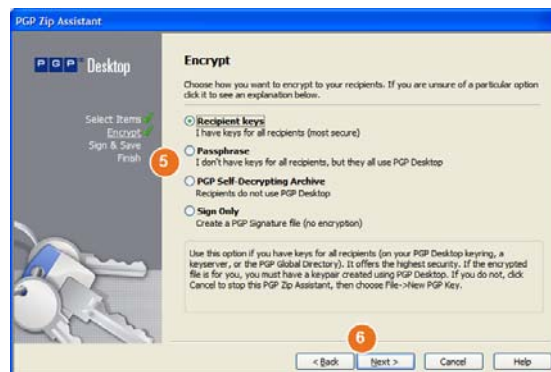 PGP Zip Assistant
PGP Desktop
Select Items
Encrypt
Sign & Save
Finish
5
Encrypt
Choose how you want to encrypt to your recipients. If you are unsure of a particular option
click it to see an explanation below.
Recipient keys
I have keys for all recipients (most secure)
Passphrase
I don't have keys for all recipients, but they all use PGP Desktop
PGP Self-Decrypting Archive
Recipients do not use PGP Desktop
Sign Only
Create a PGP Signature file (no encryption)
Use this option if you have keys for all recipients (on your PGP Desktop keyring, a
keyserver, or the PGP Global Directory). It offers the highest security. If the encrypted
file is for you, you must have a keypair created using PGP Desktop. If you do not, click
Cancel to stop this PGP Zip Assistant, then choose File->New PGP Key.
6
< Back Next > Cancel Help